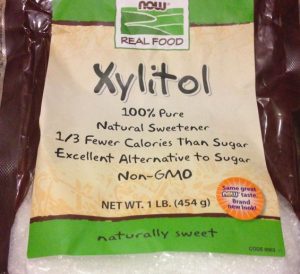 now
REAL FOOD
Xylitol
100% Pure
Natural Sweetener
1/3 Fewer Calories Than Sugar
Excellent Alternative to Sugar
Non-GMO
Same great
now taste.
Brand
new look!
NET WT. 1 LB. (454 g)
naturally sweet